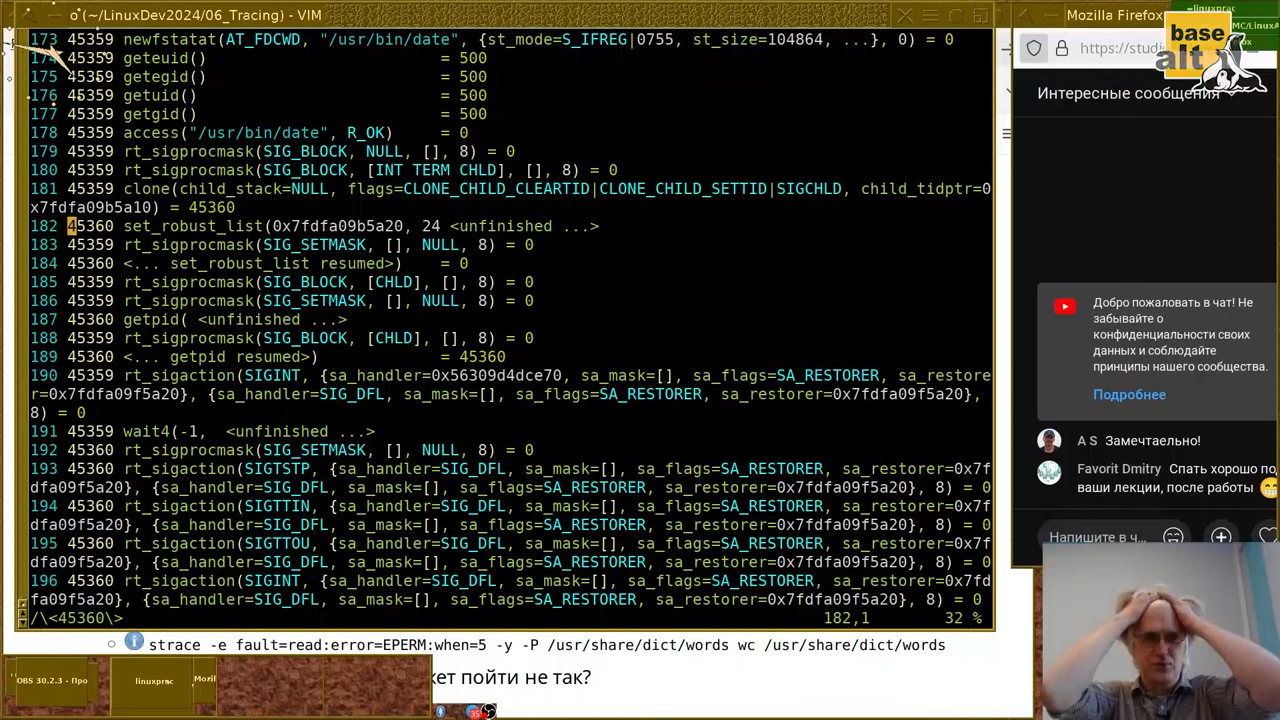 o (~/LinuxDev2024/06_Tracing) - VIM
173 45359 newfstatat(AT_FDCWD, "/usr/bin/date", {st_mode=S_IFREG|0755, st_size=104864, ...}, 0) = 0
174 45359 geteuid() = 500
175 45359 getegid() = 500
176 45359 getuid() = 500
177 45359 getgid() = 500
178 45359 access("/usr/bin/date", R_OK) = 0
179 45359 rt_sigprocmask(SIG_BLOCK, NULL, [], 8) = 0
180 45359 rt_sigprocmask(SIG_BLOCK, [INT TERM CHLD], [], 8) = 0
181 45359 clone(child_stack=NULL, flags=CLONE_CHILD_CLEARTID|CLONE_CHILD_SETTID|SIGCHLD, child_tidptr=0
x7fdfa09b5a10) = 45360
182 45360 set_robust_list(0x7fdfa09b5a20, 24 <unfinished ...>
183 45359 rt_sigprocmask(SIG_SETMASK, [], NULL, 8) = 0
184 45360 <... set_robust_list resumed>) = 0
185 45359 rt_sigprocmask(SIG_BLOCK, [CHLD], [], 8) = 0
186 45359 rt_sigprocmask(SIG_SETMASK, [], NULL, 8) = 0
187 45360 getpid( <unfinished ...>
188 45359 rt_sigprocmask(SIG_BLOCK, [CHLD], [], 8) = 0
189 45360 <... getpid resumed>) = 45360
190 45359 rt_sigaction(SIGINT, {sa_handler=0x56309d4dce70, sa_mask=[], sa_flags=SA_RESTORER, sa_restore
r=0x7fdfa09f5a20}, {sa_handler=SIG_DFL, sa_mask=[], sa_flags=SA_RESTORER, sa_restorer=0x7fdfa09f5a20},
8) = 0
191 45359 wait4(-1,  <unfinished ...>
192 45360 rt_sigprocmask(SIG_SETMASK, [], NULL, 8) = 0
193 45360 rt_sigaction(SIGTSTP, {sa_handler=SIG_DFL, sa_mask=[], sa_flags=SA_RESTORER, sa_restorer=0x7f
dfa09f5a20}, {sa_handler=SIG_DFL, sa_mask=[], sa_flags=SA_RESTORER, sa_restorer=0x7fdfa09f5a20}, 8) = 0
194 45360 rt_sigaction(SIGTTIN, {sa_handler=SIG_DFL, sa_mask=[], sa_flags=SA_RESTORER, sa_restorer=0x7f
dfa09f5a20}, {sa_handler=SIG_DFL, sa_mask=[], sa_flags=SA_RESTORER, sa_restorer=0x7fdfa09f5a20}, 8) = 0
195 45360 rt_sigaction(SIGTTOU, {sa_handler=SIG_DFL, sa_mask=[], sa_flags=SA_RESTORER, sa_restorer=0x7f
dfa09f5a20}, {sa_handler=SIG_DFL, sa_mask=[], sa_flags=SA_RESTORER, sa_restorer=0x7fdfa09f5a20}, 8) = 0
196 45360 rt_sigaction(SIGINT, {sa_handler=SIG_DFL, sa_mask=[], sa_flags=SA_RESTORER, sa_restorer=0x7fd
fa09f5a20}, {sa_handler=SIG_DFL, sa_mask=[], sa_flags=SA_RESTORER, sa_restorer=0x7fdfa09f5a20}, 8) = 0
/\<45360\> 182,1 32 %
strace -e fault=read:error=EPERM:when=5 -y -P /usr/share/dict/words wc /usr/share/dict/words
жет пойти не так?
OBS 30.2.3 - Про
linuxprac
Mozil
Mozilla Firefox
linuxprac
MC/Linux
base
alt
https://studi
Интересные сообщения
Добро пожаловать в чат! Не
забывайте о
конфиденциальности своих
данных и соблюдайте
принципы нашего сообщества.
Подробнее
A S Замечтаельно!
Favorit Dmitry Спать хорошо по
ваши лекции, после работы
Напишите в ч...